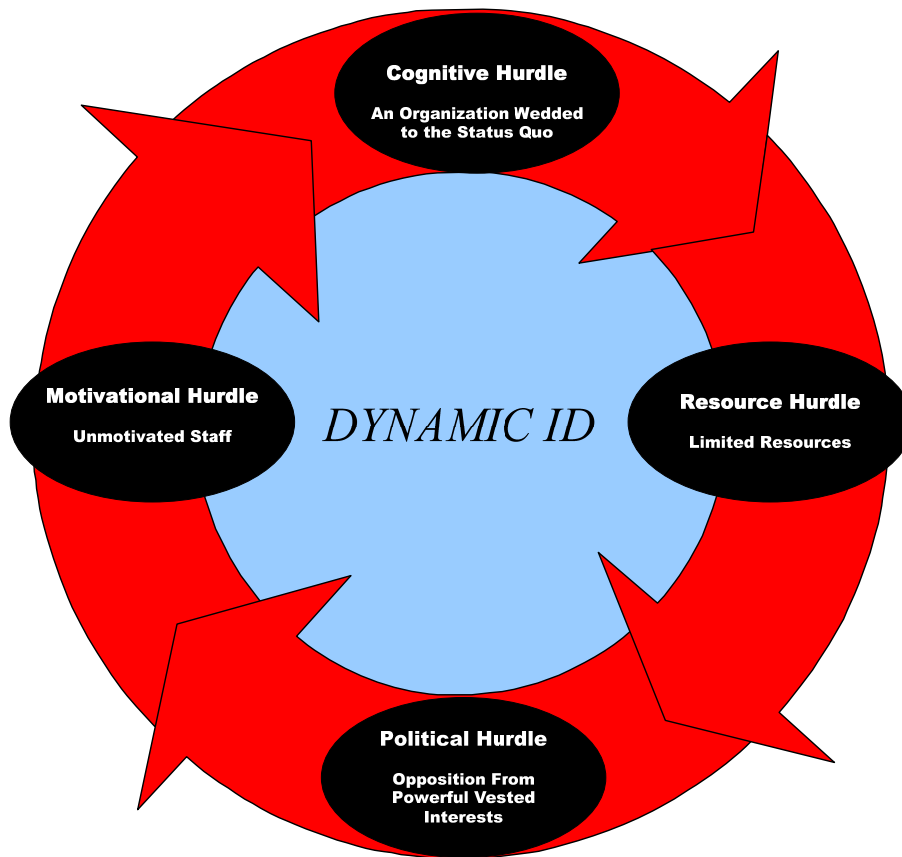 Cognitive Hurdle
An Organization Wedded
to the Status Quo
Motivational Hurdle
Unmotivated Staff
DYNAMIC ID
Resource Hurdle
Limited Resources
Political Hurdle
Opposition From
Powerful Vested
Interests